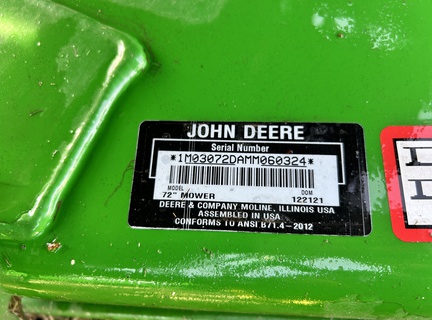 JOHN DEERE
Serial Number
*1M03072DAMM060324*
MODEL DOM
72" MOWER 122121
DEERE & COMPANY MOLINE, ILLINOIS USA
ASSEMBLED IN USA
CONFORMS TO ANSI B71.4-2012